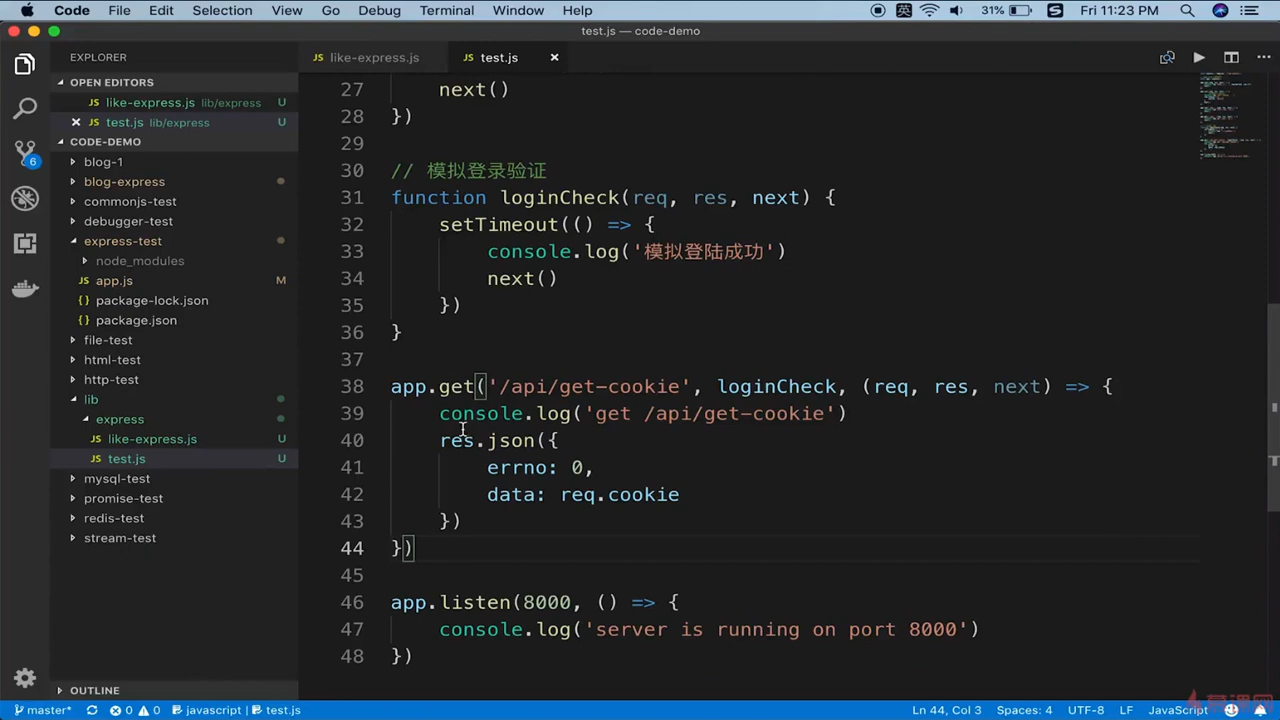 Code File Edit Selection View Go Debug Terminal Window Help 英 31% S Fri 11:23 PM
test.js — code-demo
EXPLORER
JS like-express.js
JS test.js
OPEN EDITORS
JS like-express.js lib/express U
JS test.js lib/express U
CODE-DEMO
blog-1
blog-express
commonjs-test
debugger-test
express-test
node_modules
JS app.js M
{} package-lock.json
{} package.json
file-test
html-test
http-test
lib
express
JS like-express.js U
JS test.js U
mysql-test
promise-test
redis-test
stream-test
OUTLINE
6
27 next()
28 })
29
30 // 模拟登录验证
31 function loginCheck(req, res, next) {
32 setTimeout(() => {
33 console.log('模拟登陆成功')
34 next()
35 })
36 }
37
38 app.get('/api/get-cookie', loginCheck, (req, res, next) => {
39 console.log('get /api/get-cookie')
40 res.json({
41 errno: 0,
42 data: req.cookie
43 })
44 })
45
46 app.listen(8000, () => {
47 console.log('server is running on port 8000')
48 })
master* 0 0 javascript test.js Ln 44, Col 3 Spaces: 4 UTF-8 LF JavaScript